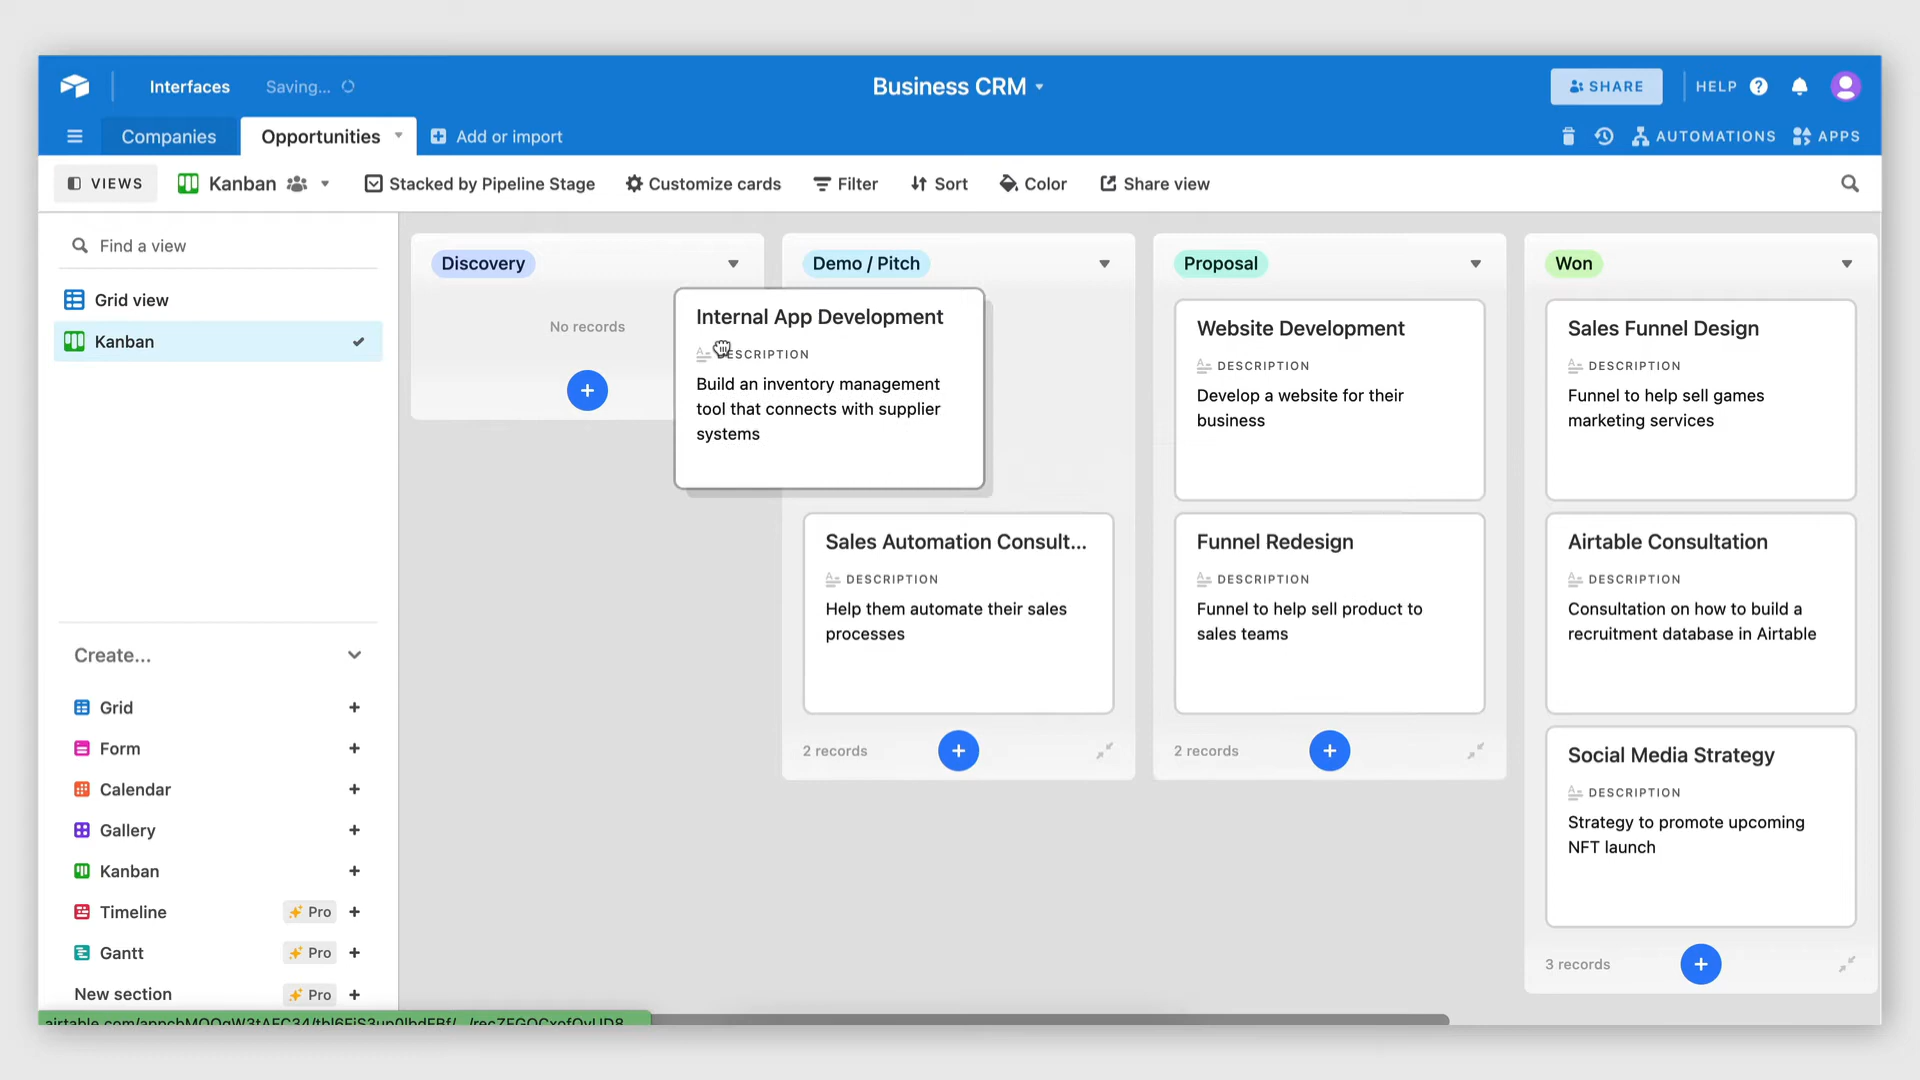 Interfaces
Saving...
Business CRM
SHARE
HELP
Companies
Opportunities
Add or import
AUTOMATIONS
APPS
VIEWS
Kanban
Stacked by Pipeline Stage
Customize cards
Filter
Sort
Color
Share view
Find a view
Grid view
Kanban
Create...
Grid
Form
Calendar
Gallery
Kanban
Timeline
Pro
Gantt
Pro
New section
Pro
Discovery
No records
Internal App Development
DESCRIPTION
Build an inventory management
tool that connects with supplier
systems
Demo / Pitch
Sales Automation Consult...
DESCRIPTION
Help them automate their sales
processes
2 records
Proposal
Website Development
DESCRIPTION
Develop a website for their
business
Funnel Redesign
DESCRIPTION
Funnel to help sell product to
sales teams
2 records
Won
Sales Funnel Design
DESCRIPTION
Funnel to help sell games
marketing services
Airtable Consultation
DESCRIPTION
Consultation on how to build a
recruitment database in Airtable
Social Media Strategy
DESCRIPTION
Strategy to promote upcoming
NFT launch
3 records